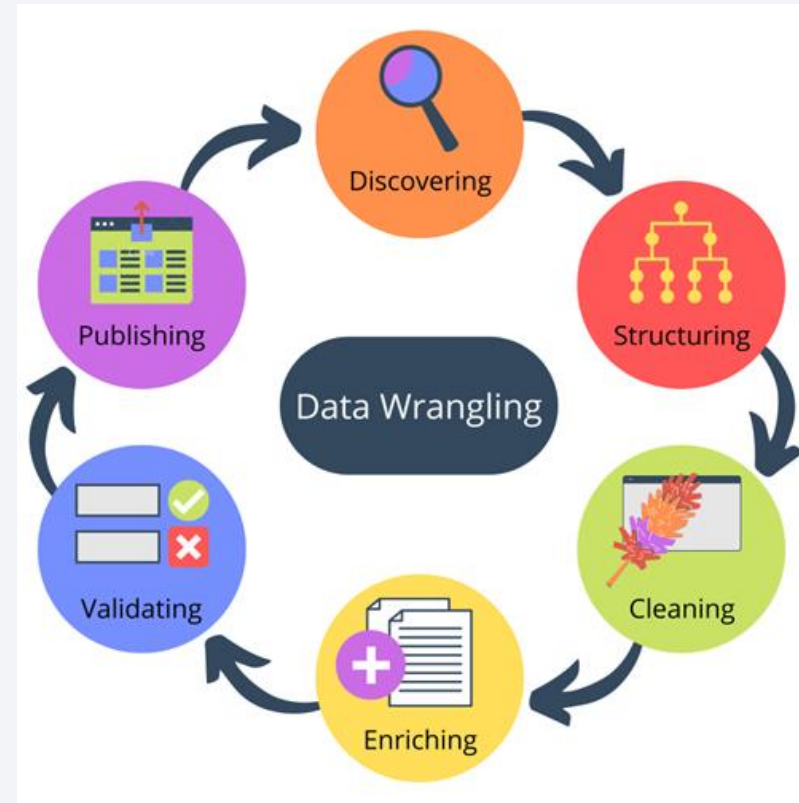 Discovering
Structuring
Cleaning
Enriching
Validating
Publishing
Data Wrangling